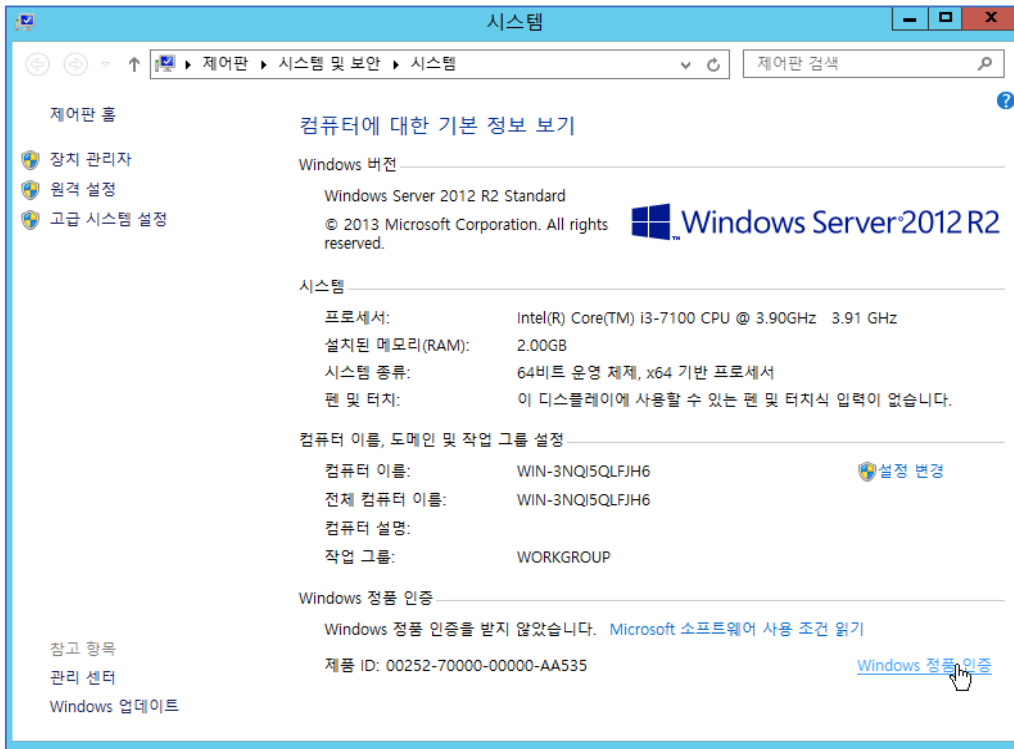 시스템
제어판 ▸ 시스템 및 보안 ▸ 시스템
제어판 검색
제어판 홈
장치 관리자
원격 설정
고급 시스템 설정
컴퓨터에 대한 기본 정보 보기
Windows 버전
Windows Server 2012 R2 Standard
© 2013 Microsoft Corporation. All rights
reserved.
Windows Server 2012 R2
시스템
프로세서: Intel(R) Core(TM) i3-7100 CPU @ 3.90GHz 3.91 GHz
설치된 메모리(RAM): 2.00GB
시스템 종류: 64비트 운영 체제, x64 기반 프로세서
펜 및 터치: 이 디스플레이에 사용할 수 있는 펜 및 터치식 입력이 없습니다.
컴퓨터 이름, 도메인 및 작업 그룹 설정
컴퓨터 이름: WIN-3NQI5QLFJH6 설정 변경
전체 컴퓨터 이름: WIN-3NQI5QLFJH6
컴퓨터 설명:
작업 그룹: WORKGROUP
Windows 정품 인증
Windows 정품 인증을 받지 않았습니다. Microsoft 소프트웨어 사용 조건 읽기
제품 ID: 00252-70000-00000-AA535 Windows 정품 인증
참고 항목
관리 센터
Windows 업데이트